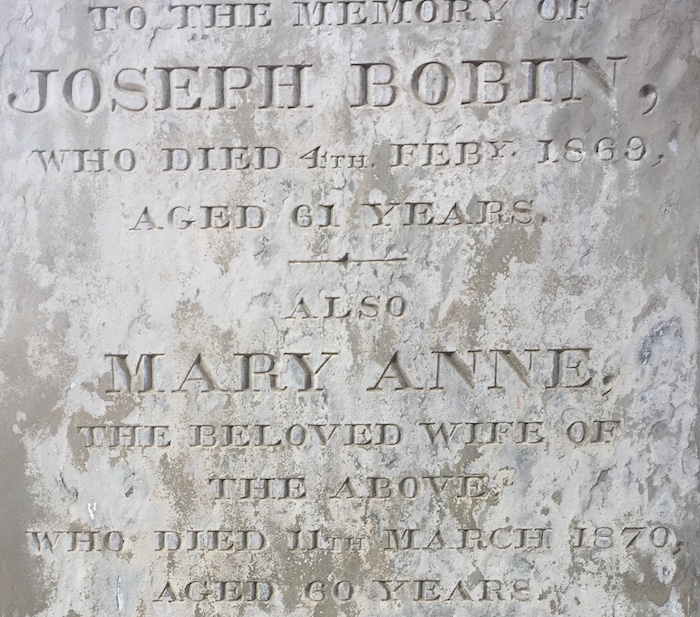 TO THE MEMORY OF
JOSEPH BOBIN,
WHO DIED 4TH. FEBY. 1869,
AGED 61 YEARS.
ALSO
MARY ANNE,
THE BELOVED WIFE OF
THE ABOVE,
WHO DIED 11TH MARCH 1870,
AGED 60 YEARS.